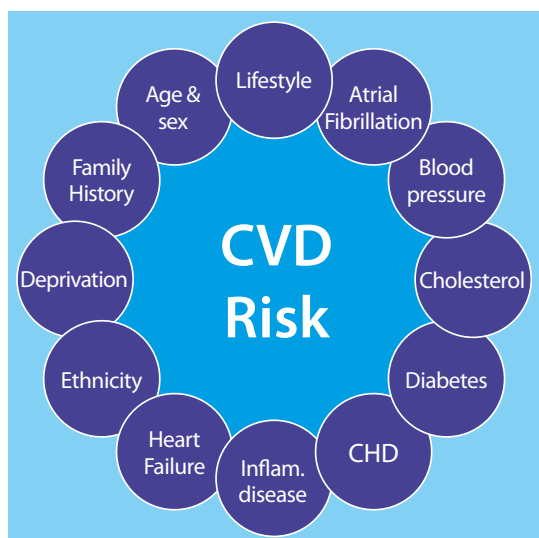 Lifestyle
Atrial
Fibrillation
Blood
pressure
Cholesterol
Diabetes
CHD
Inflam.
disease
Heart
Failure
Ethnicity
Deprivation
Family
History
Age &
sex
CVD
Risk